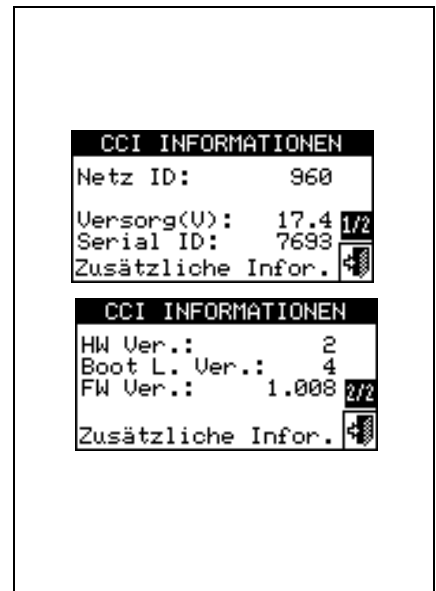 CCI INFORMATIONEN
Netz ID: 960
Versorg(V): 17.4 1/2
Serial ID: 7693
Zusätzliche Infor.
CCI INFORMATIONEN
HW Ver.: 2
Boot L. Ver.: 4
FW Ver.: 1.008 2/2
Zusätzliche Infor.